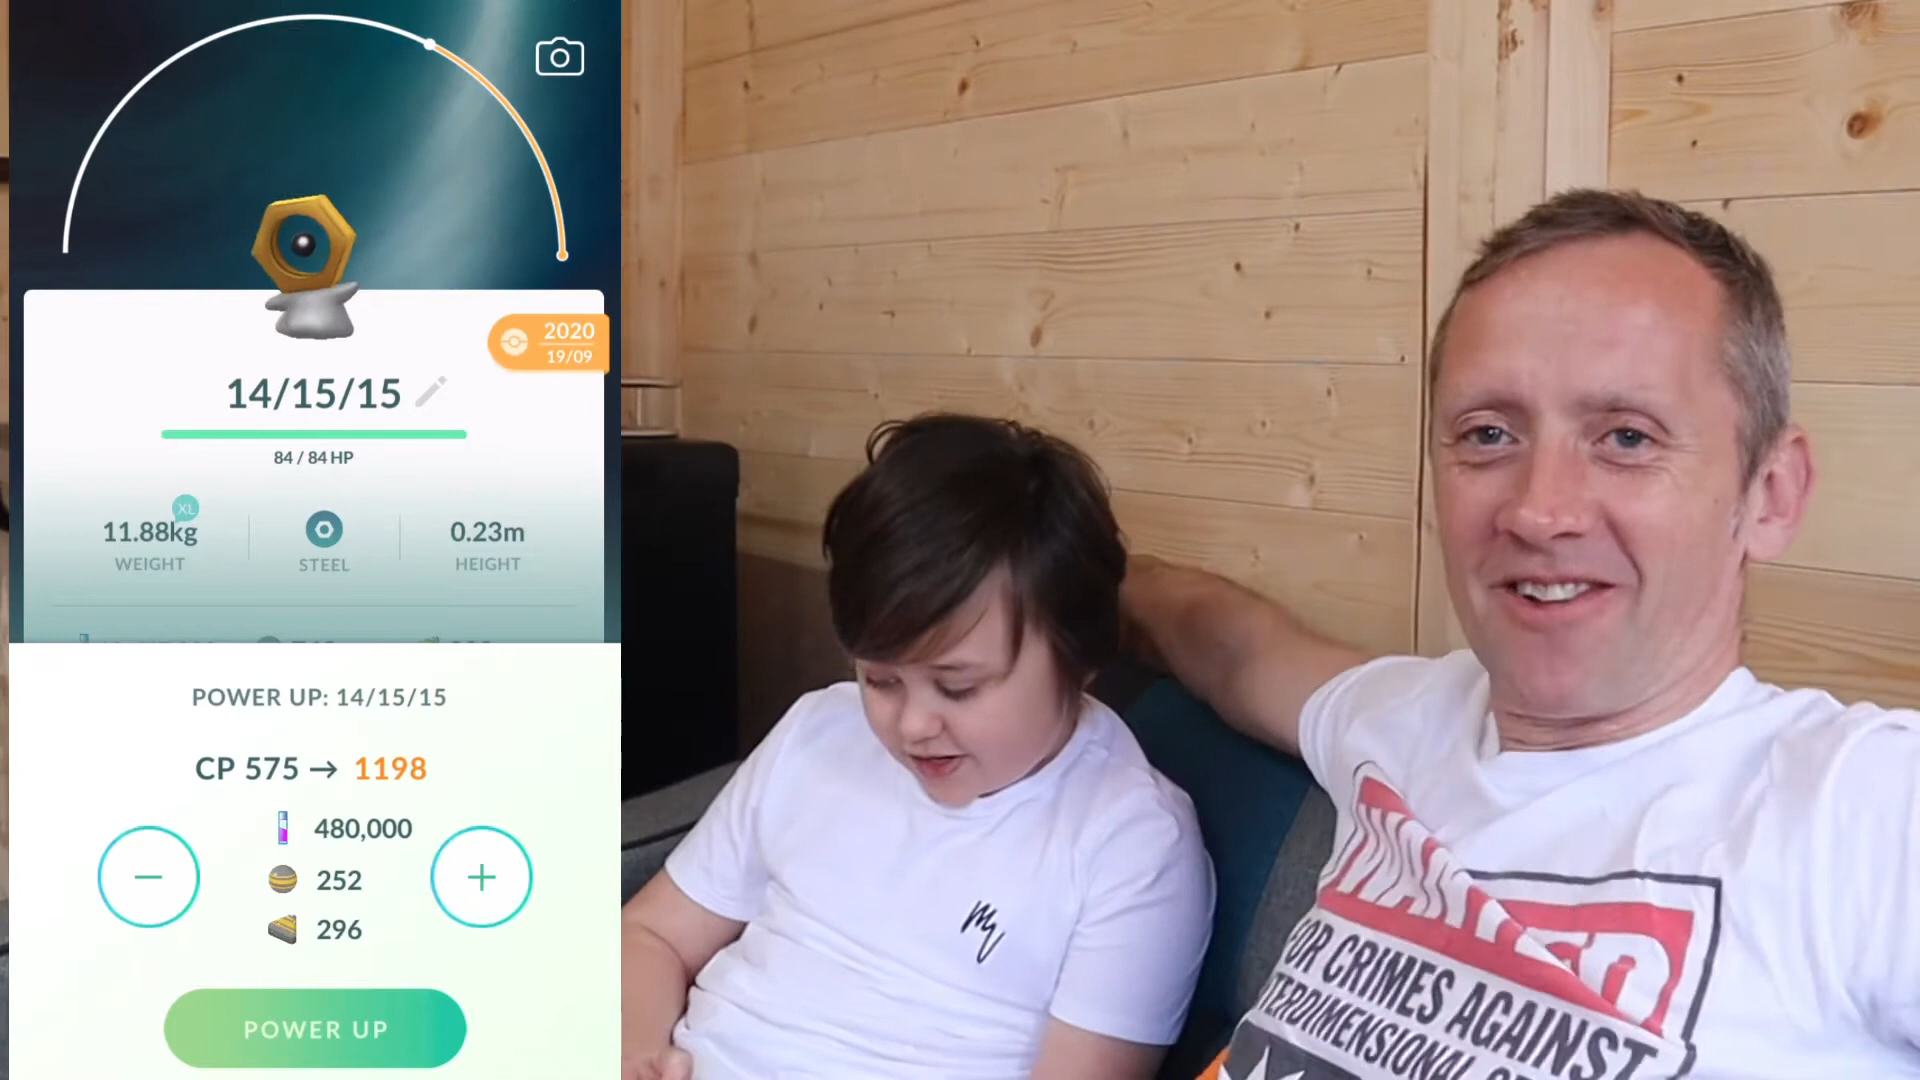 2020
19/09
14/15/15
84 / 84 HP
XL
11.88kg
WEIGHT
STEEL
0.23m
HEIGHT
POWER UP: 14/15/15
CP 575 → 1198
480,000
252
296
POWER UP
WANTED
FOR CRIMES AGAINST